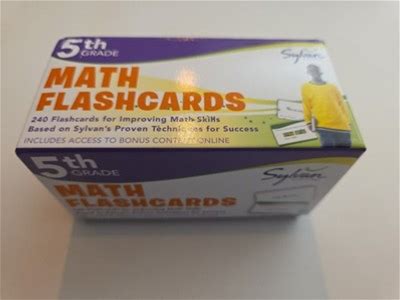 5th
GRADE
Sylvan
MATH
FLASHCARDS
240 Flashcards for Improving Math Skills
Based on Sylvan's Proven Techniques for Success
INCLUDES ACCESS TO BONUS CONTENT ONLINE
5th
GRADE
Sylvan
MATH
FLASHCARDS